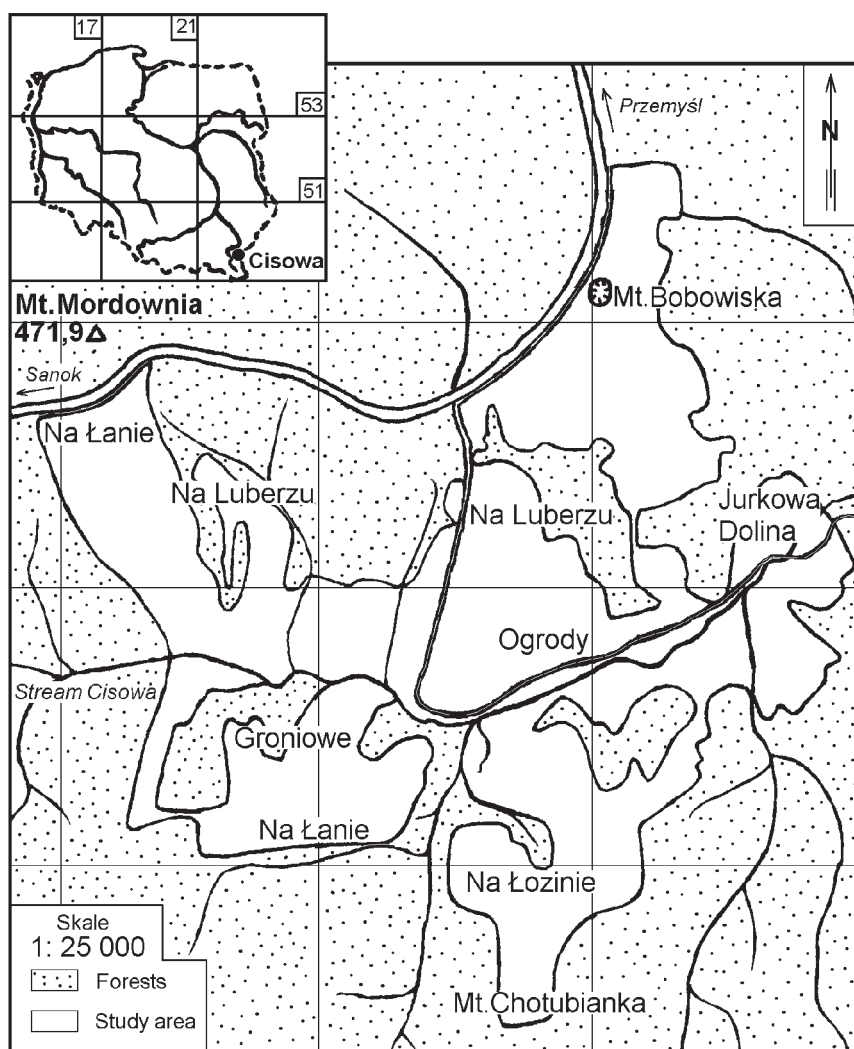 17
21
53
51
Cisowa
Przemyśl
N
Mt.Mordownia
471,9
Mt.Bobowiska
Sanok
Na Łanie
Na Luberzu
Na Luberzu
Jurkowa
Dolina
Ogrody
Stream Cisowa
Groniowe
Na Łanie
Na Łozinie
Mt.Chotubianka
Skale
1: 25 000
Forests
Study area